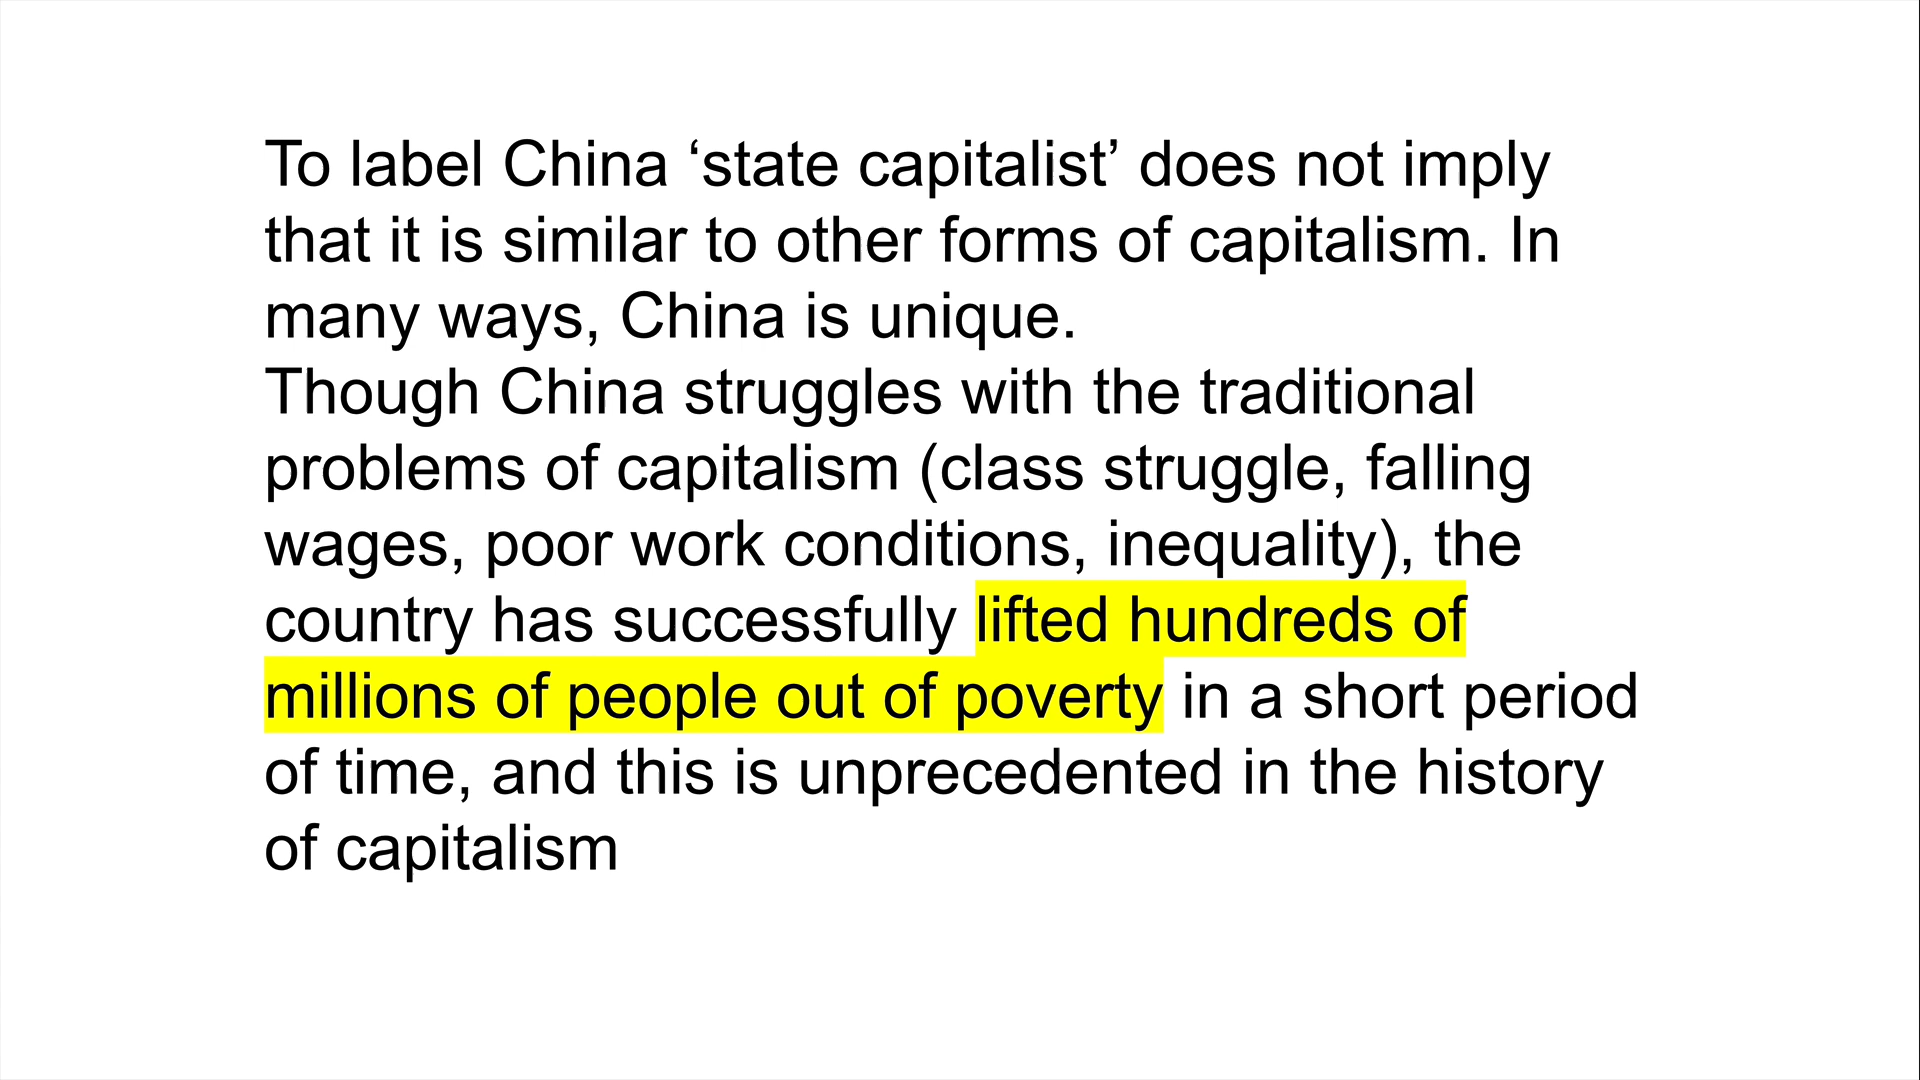 To label China ‘state capitalist’ does not imply
that it is similar to other forms of capitalism. In
many ways, China is unique.
Though China struggles with the traditional
problems of capitalism (class struggle, falling
wages, poor work conditions, inequality), the
country has successfully lifted hundreds of
millions of people out of poverty in a short period
of time, and this is unprecedented in the history
of capitalism